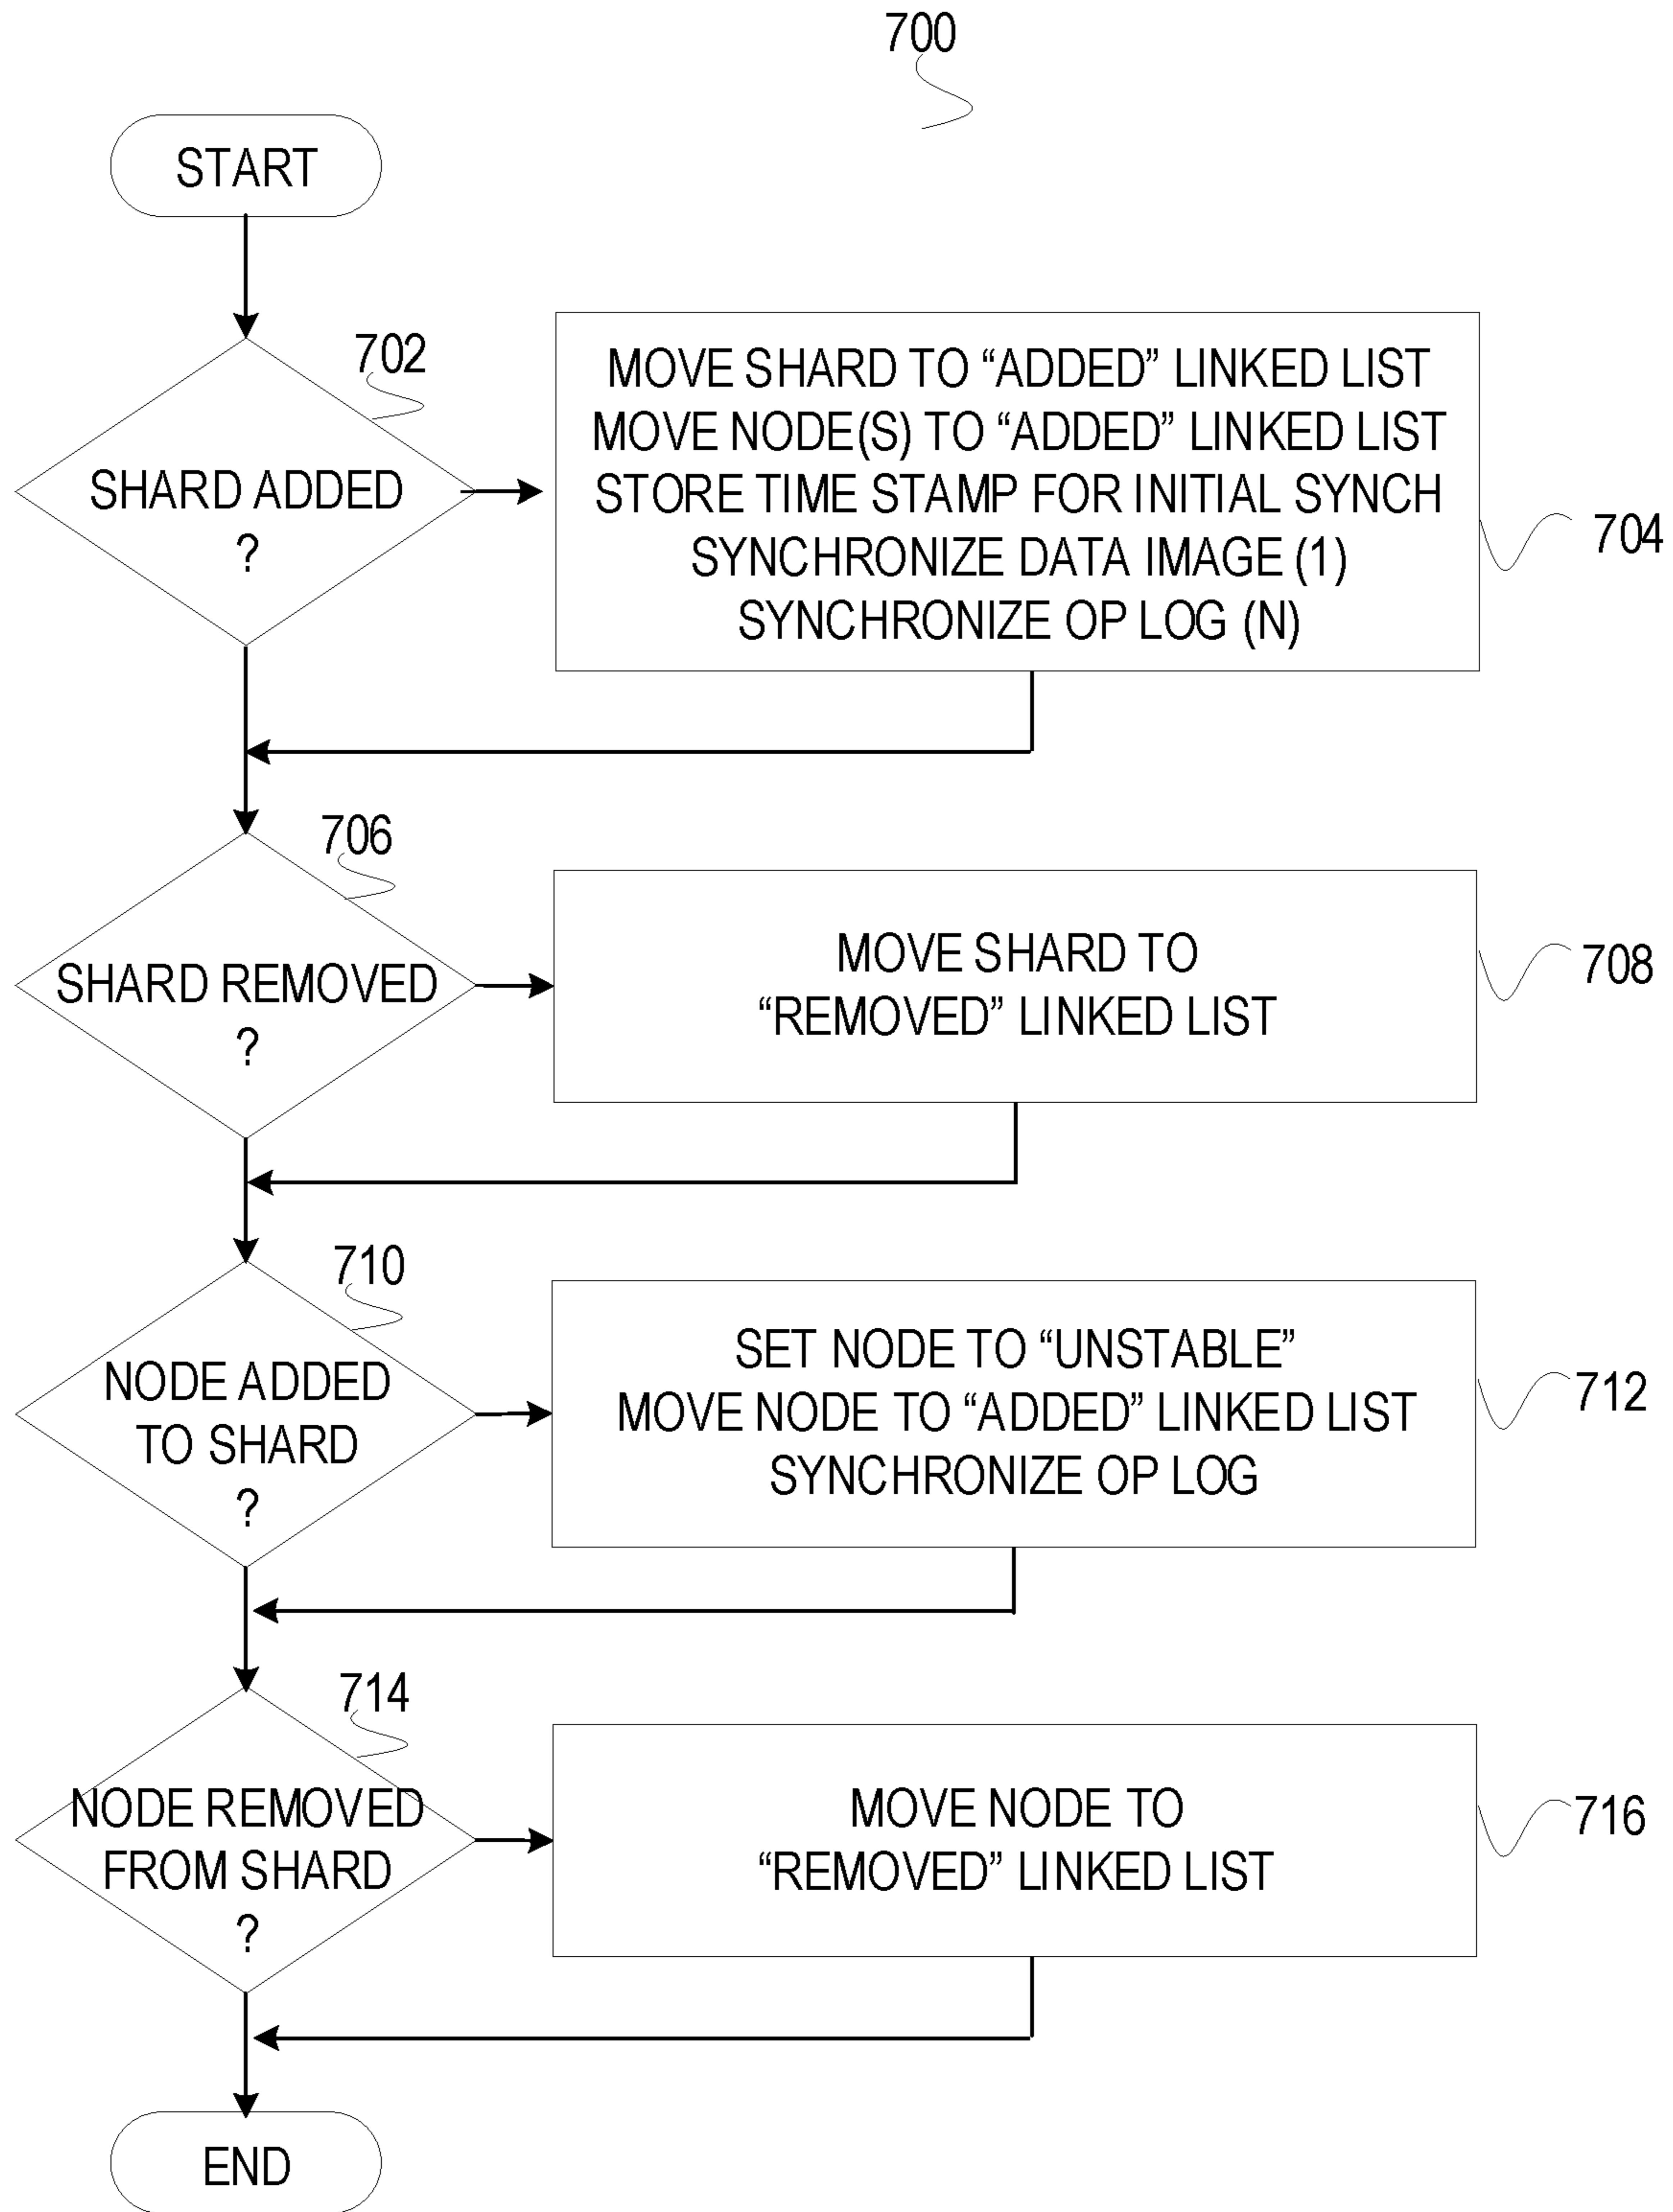 700
START
702
SHARD ADDED
?
MOVE SHARD TO “ADDED” LINKED LIST
MOVE NODE(S) TO “ADDED” LINKED LIST
STORE TIME STAMP FOR INITIAL SYNCH
SYNCHRONIZE DATA IMAGE (1)
SYNCHRONIZE OP LOG (N)
704
706
SHARD REMOVED
?
MOVE SHARD TO
“REMOVED” LINKED LIST
708
710
NODE ADDED
TO SHARD
?
SET NODE TO “UNSTABLE”
MOVE NODE TO “ADDED” LINKED LIST
SYNCHRONIZE OP LOG
712
714
NODE REMOVED
FROM SHARD
?
MOVE NODE TO
“REMOVED” LINKED LIST
716
END